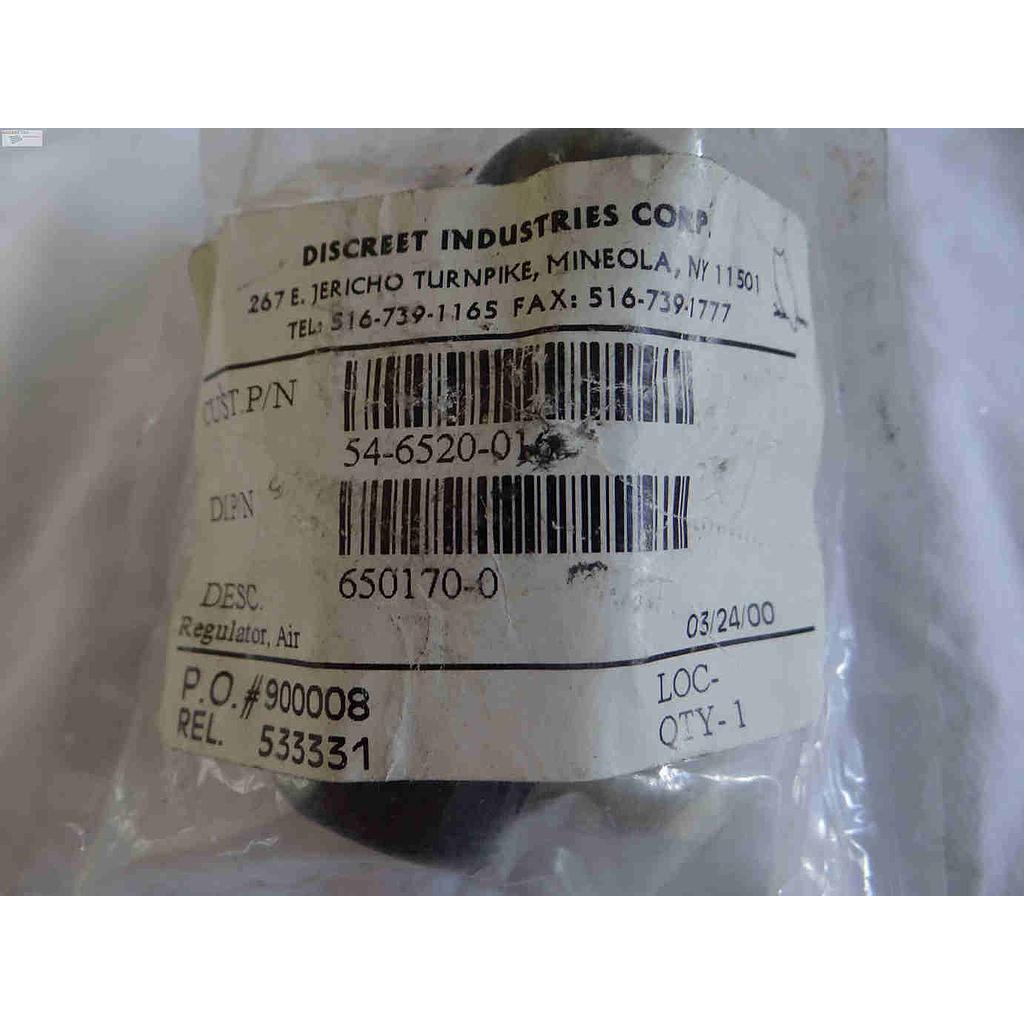 DISCREET INDUSTRIES CORP.
267 E. JERICHO TURNPIKE, MINEOLA, NY 11501
TEL: 516-739-1165 FAX: 516-739-1777
CUST.P/N
54-6520-01
DI P/N
650170-0
DESC.
Regulator, Air
03/24/00
P.O.#900008
LOC-
REL. 533331
QTY-1